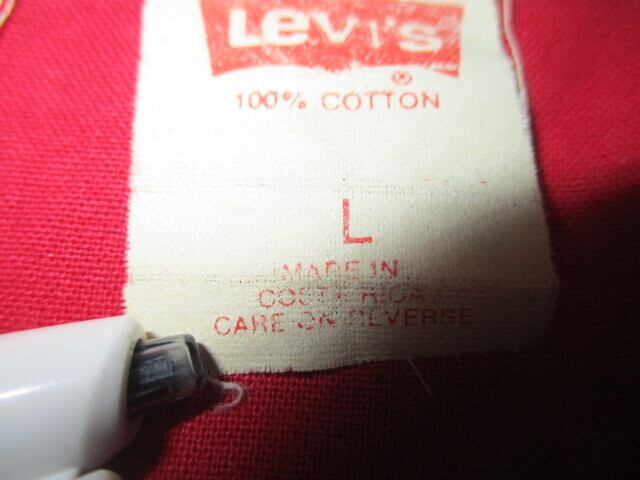 Levi's
®
100% COTTON
L
MADE IN
COSTA RICA
CARE ON REVERSE